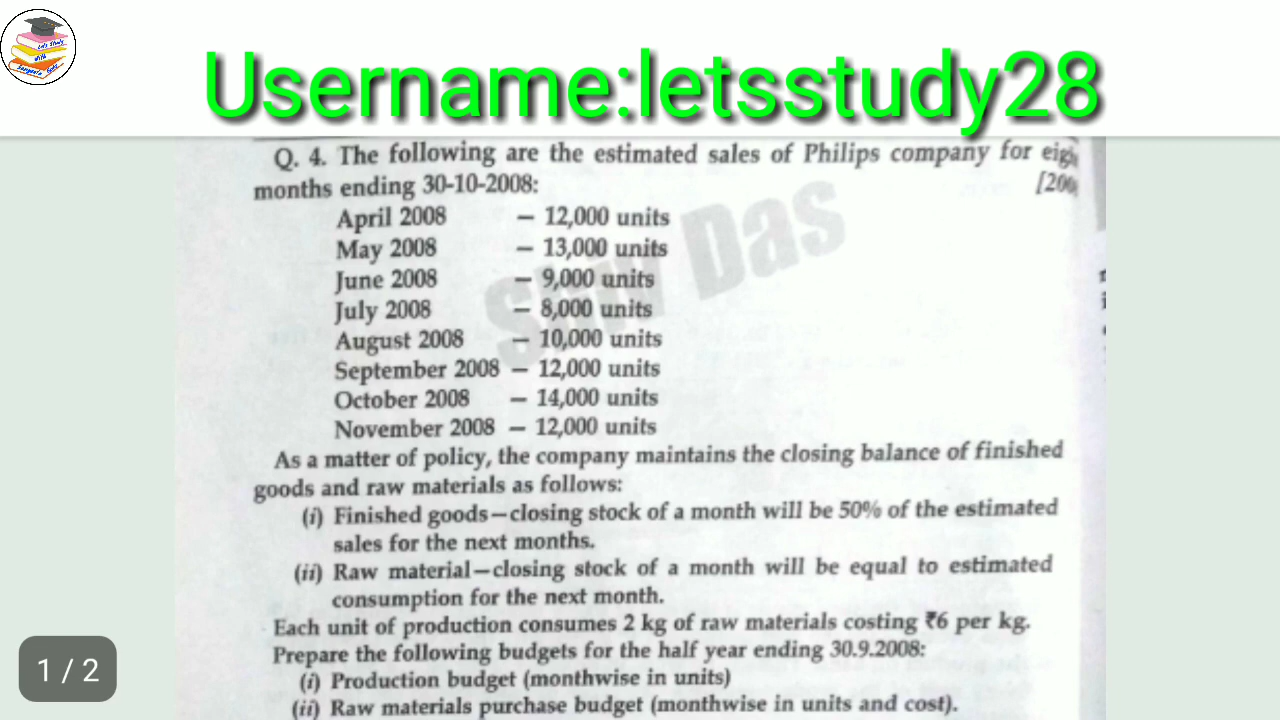 Let's Study
With
Username:letsstudy28
Q. 4. The following are the estimated sales of Philips company for
months ending 30-10-2008:
April 2008 – 12,000 units
May 2008 – 13,000 units
June 2008 – 9,000 units
July 2008 – 8,000 units
August 2008 – 10,000 units
September 2008 – 12,000 units
October 2008 – 14,000 units
November 2008 – 12,000 units
Shiv Das
As a matter of policy, the company maintains the closing balance of finished
goods and raw materials as follows:
(i) Finished goods—closing stock of a month will be 50% of the estimated
sales for the next months.
(ii) Raw material—closing stock of a month will be equal to estimated
consumption for the next month.
Each unit of production consumes 2 kg of raw materials costing ₹6 per kg.
Prepare the following budgets for the half year ending 30.9.2008:
(i) Production budget (monthwise in units)
(ii) Raw materials purchase budget (monthwise in units and cost).
1 / 2